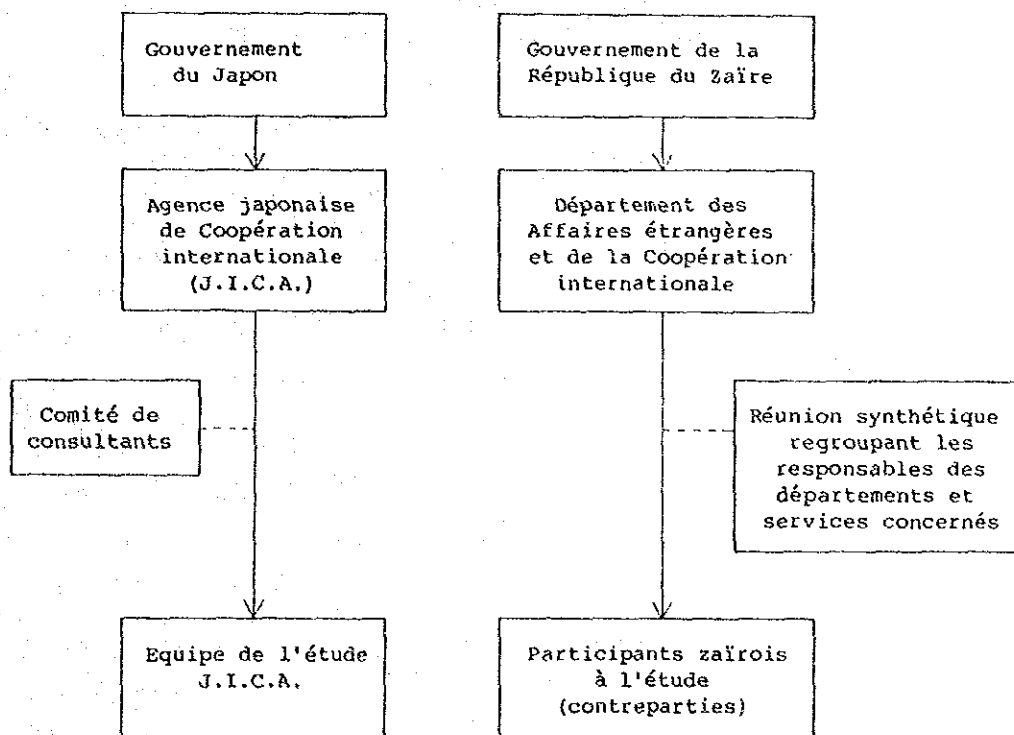 Gouvernement
du Japon
Gouvernement de la
République du Zaïre
Agence japonaise
de Coopération
internationale
(J.I.C.A.)
Département des
Affaires étrangères
et de la Coopération
internationale
Comité de
consultants
Réunion synthétique
regroupant les
responsables des
départements et
services concernés
Equipe de l'étude
J.I.C.A.
Participants zaïrois
à l'étude
(contreparties)